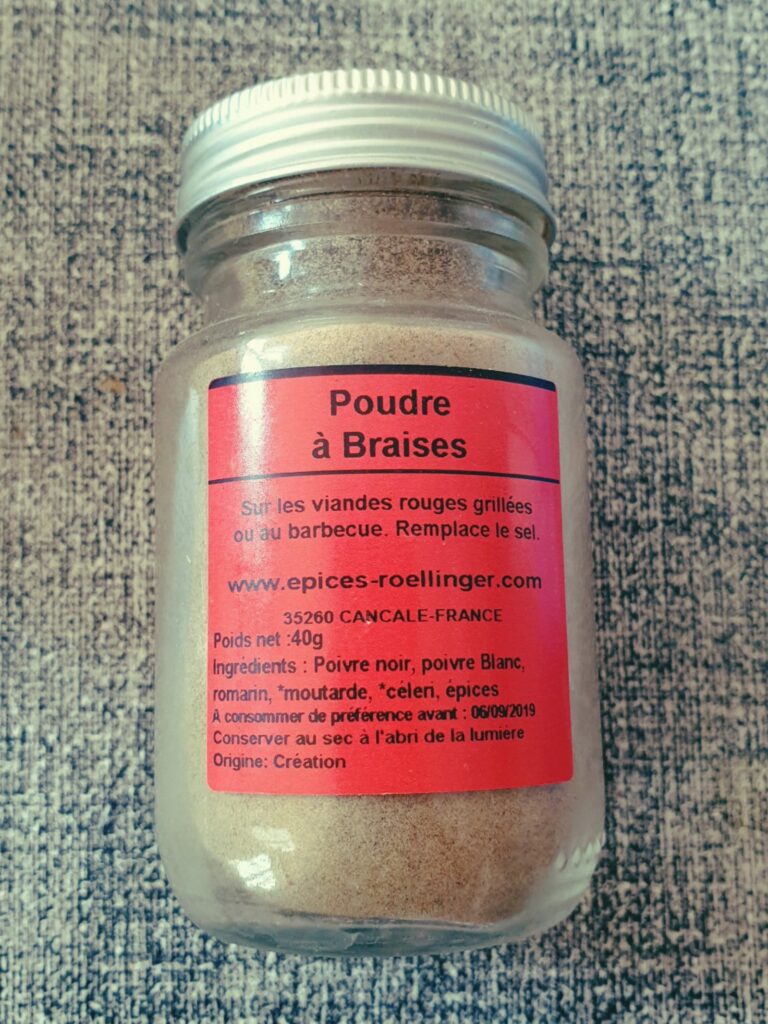 Poudre
à Braises
Sur les viandes rouges grillées
ou au barbecue. Remplace le sel.
www.epices-roellinger.com
35260 CANCALE-FRANCE
Poids net :40g
Ingrédients : Poivre noir, poivre Blanc,
romarin, *moutarde, *céleri, épices
A consommer de préférence avant : 06/09/2019
Conserver au sec à l'abri de la lumière
Origine: Création